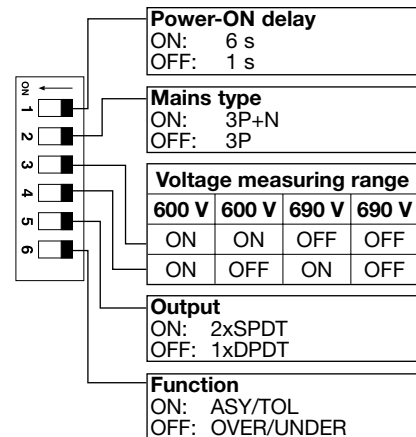 Power-ON delay
ON: 6 s
OFF: 1 s
Mains type
ON: 3P+N
OFF: 3P
Voltage measuring range
600 V 600 V 690 V 690 V
ON ON OFF OFF
ON OFF ON OFF
Output
ON: 2xSPDT
OFF: 1xDPDT
Function
ON: ASY/TOL
OFF: OVER/UNDER
ON
1
2
3
4
5
6